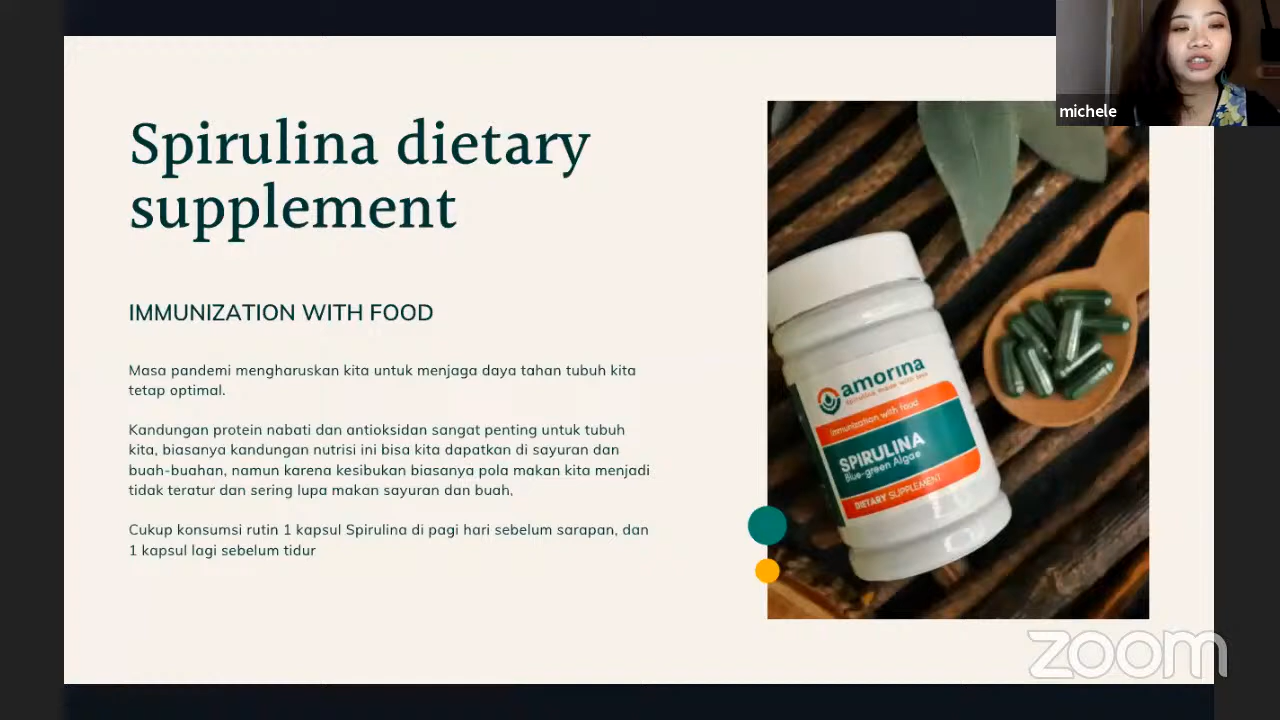 michele
Spirulina dietary
supplement
IMMUNIZATION WITH FOOD
Masa pandemi mengharuskan kita untuk menjaga daya tahan tubuh kita
tetap optimal.
Kandungan protein nabati dan antioksidan sangat penting untuk tubuh
kita, biasanya kandungan nutrisi ini bisa kita dapatkan di sayuran dan
buah-buahan, namun karena kesibukan biasanya pola makan kita menjadi
tidak teratur dan sering lupa makan sayuran dan buah.
Cukup konsumsi rutin 1 kapsul Spirulina di pagi hari sebelum sarapan, dan
1 kapsul lagi sebelum tidur
amorina
Spirulina made with love
Immunization with food
SPIRULINA
Blue-green Algae
DIETARY SUPPLEMENT
zoom